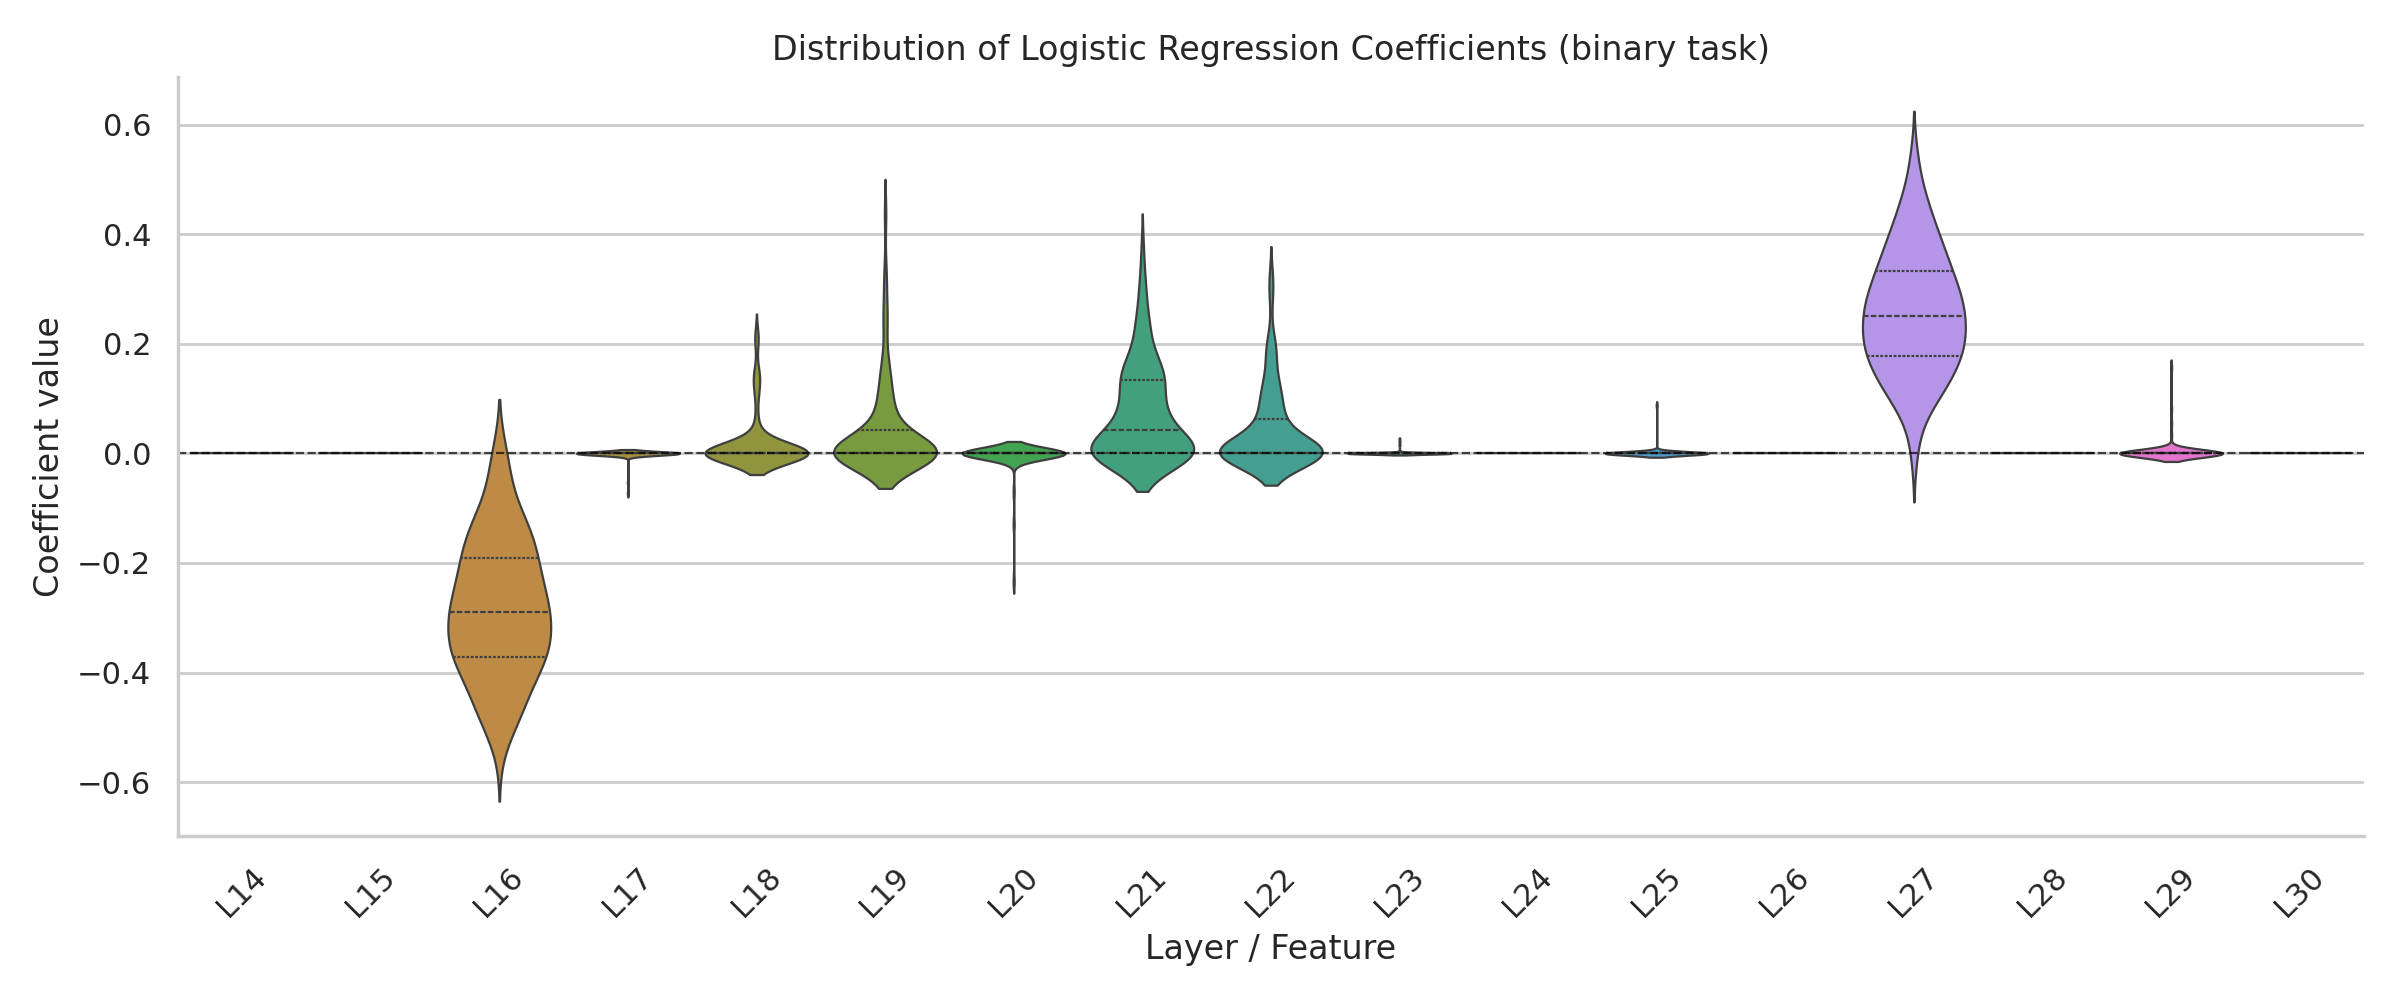 Distribution of Logistic Regression Coefficients (binary task)
Coefficient value
0.6
0.4
0.2
0.0
−0.2
−0.4
−0.6
L14 L15 L16 L17 L18 L19 L20 L21 L22 L23 L24 L25 L26 L27 L28 L29 L30
Layer / Feature